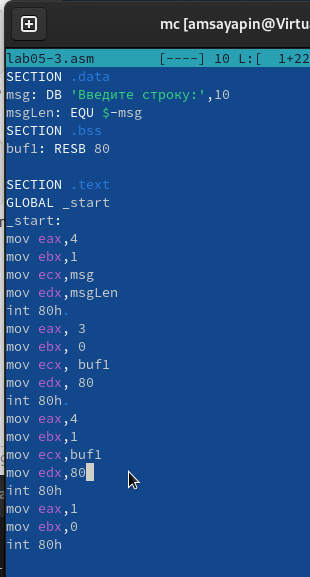 mc [amsayapin@Virtu
lab05-3.asm [----] 10 L:[ 1+22
SECTION .data
msg: DB 'Введите строку:',10
msgLen: EQU $-msg
SECTION .bss
buf1: RESB 80
SECTION .text
GLOBAL _start
_start:
mov eax,4
mov ebx,1
mov ecx,msg
mov edx,msgLen
int 80h.
mov eax, 3
mov ebx, 0
mov ecx, buf1
mov edx, 80
int 80h.
mov eax,4
mov ebx,1
mov ecx,buf1
mov edx,80
int 80h
mov eax,1
mov ebx,0
int 80h